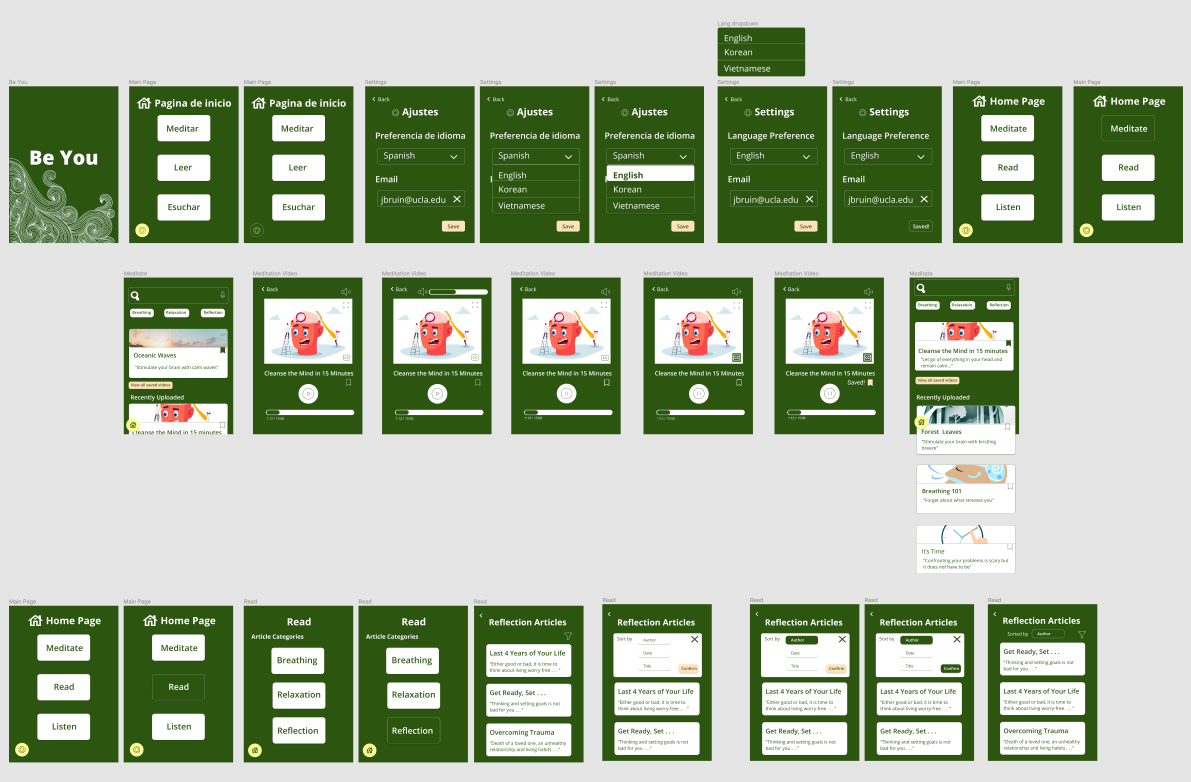 Lang dropdown
English
Korean
Vietnamese
Be You
Be You
Main Page
Pagina de inicio
Meditar
Leer
Esuchar
Main Page
Pagina de inicio
Meditar
Leer
Esuchar
Settings
Back
Ajustes
Preferencia de idioma
Spanish
Email
jbruin@ucla.edu
Save
Settings
Back
Ajustes
Preferencia de idioma
Spanish
English
Korean
Vietnamese
Save
Settings
Back
Ajustes
Preferencia de idioma
Spanish
English
Korean
Vietnamese
Save
Settings
Back
Settings
Language Preference
English
Email
jbruin@ucla.edu
Save
Settings
Back
Settings
Language Preference
English
Email
jbruin@ucla.edu
Saved!
Main Page
Home Page
Meditate
Read
Listen
Main Page
Home Page
Meditate
Read
Listen
Meditate
Breathing
Relaxation
Reflection
Oceanic Waves
"Stimulate your brain with calm waves!"
View all saved videos
Recently Uploaded
Cleanse the Mind in 15 minutes
Meditation Video
Back
Cleanse the Mind in 15 Minutes
1:12 / 15:00
Meditation Video
Back
Cleanse the Mind in 15 Minutes
1:12 / 15:00
Meditation Video
Back
Cleanse the Mind in 15 Minutes
1:12 / 15:00
Meditation Video
Back
Cleanse the Mind in 15 Minutes
1:12 / 15:00
Meditation Video
Back
Cleanse the Mind in 15 Minutes
Saved!
1:12 / 15:00
Meditate
Breathing
Relaxation
Reflection
Cleanse the Mind in 15 minutes
"Let go of everything in your head and
remain calm..."
View all saved videos
Recently Uploaded
Forest Leaves
"Stimulate your brain with bristling
breeze"
Breathing 101
"Forget about what stresses you"
It's Time
"Confronting your problems is scary but
it does not have to be"
Main Page
Home Page
Meditate
Read
Listen
Main Page
Home Page
Meditate
Read
Listen
Read
Read
Article Categories
Breathing
Relaxation
Reflection
Read
Read
Article Categories
Breathing
Relaxation
Reflection
Read
Reflection Articles
Last 4 Years of Your Life
"Either good or bad, it is time to
think about living worry-free . . ."
Get Ready, Set . . .
"Thinking and setting goals is not
bad for you . . ."
Overcoming Trauma
"Death of a loved one, an unhealthy
relationship and living habits . . ."
Read
Reflection Articles
Sort by
Author
Date
Title
Confirm
Last 4 Years of Your Life
"Either good or bad, it is time to
think about living worry-free . . ."
Get Ready, Set . . .
"Thinking and setting goals is not
bad for you . . ."
Read
Reflection Articles
Sort by
Author
Date
Title
Confirm
Last 4 Years of Your Life
"Either good or bad, it is time to
think about living worry-free . . ."
Get Ready, Set . . .
"Thinking and setting goals is not
bad for you . . ."
Read
Reflection Articles
Sort by
Author
Date
Title
Confirm
Last 4 Years of Your Life
"Either good or bad, it is time to
think about living worry-free . . ."
Get Ready, Set . . .
"Thinking and setting goals is not
bad for you . . ."
Read
Reflection Articles
Sorted by
Author
Get Ready, Set . . .
"Thinking and setting goals is not
bad for you . . ."
Last 4 Years of Your Life
"Either good or bad, it is time to
think about living worry-free . . ."
Overcoming Trauma
"Death of a loved one, an unhealthy
relationship and living habits . . ."